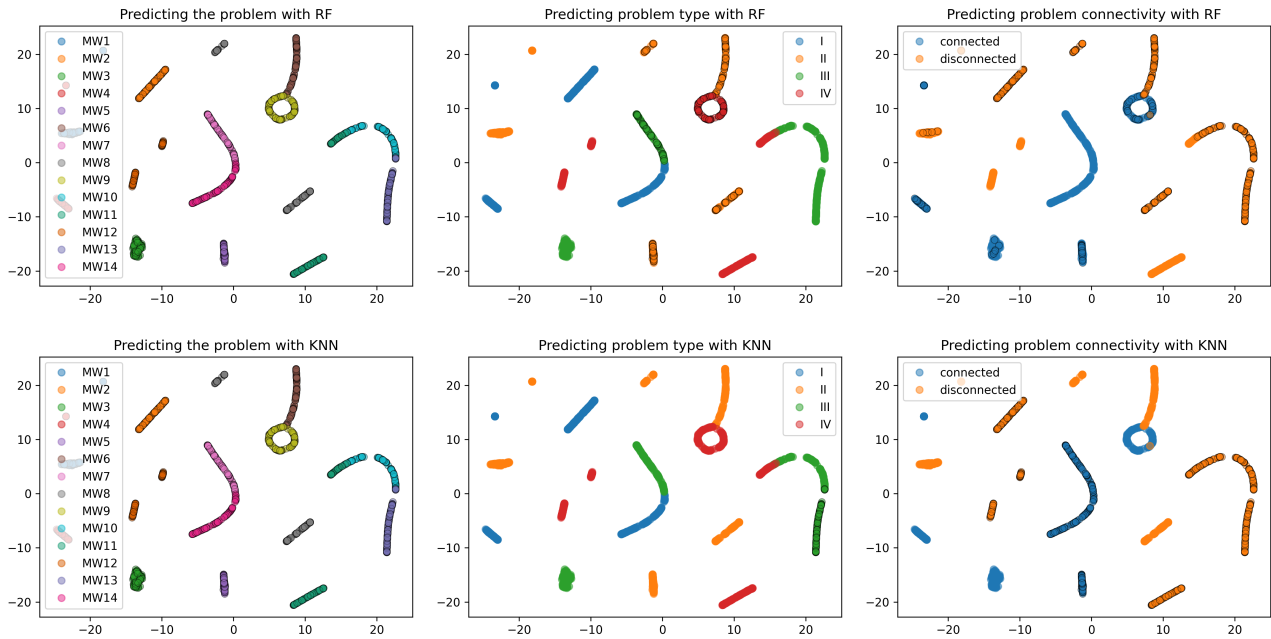 Predicting the problem with RF
20
10
0
−10
−20
−20
−10
0
10
20
MW1
MW2
MW3
MW4
MW5
MW6
MW7
MW8
MW9
MW10
MW11
MW12
MW13
MW14
Predicting problem type with RF
20
10
0
−10
−20
−20
−10
0
10
20
I
II
III
IV
Predicting problem connectivity with RF
20
10
0
−10
−20
−20
−10
0
10
20
connected
disconnected
Predicting the problem with KNN
20
10
0
−10
−20
−20
−10
0
10
20
MW1
MW2
MW3
MW4
MW5
MW6
MW7
MW8
MW9
MW10
MW11
MW12
MW13
MW14
Predicting problem type with KNN
20
10
0
−10
−20
−20
−10
0
10
20
I
II
III
IV
Predicting problem connectivity with KNN
20
10
0
−10
−20
−20
−10
0
10
20
connected
disconnected